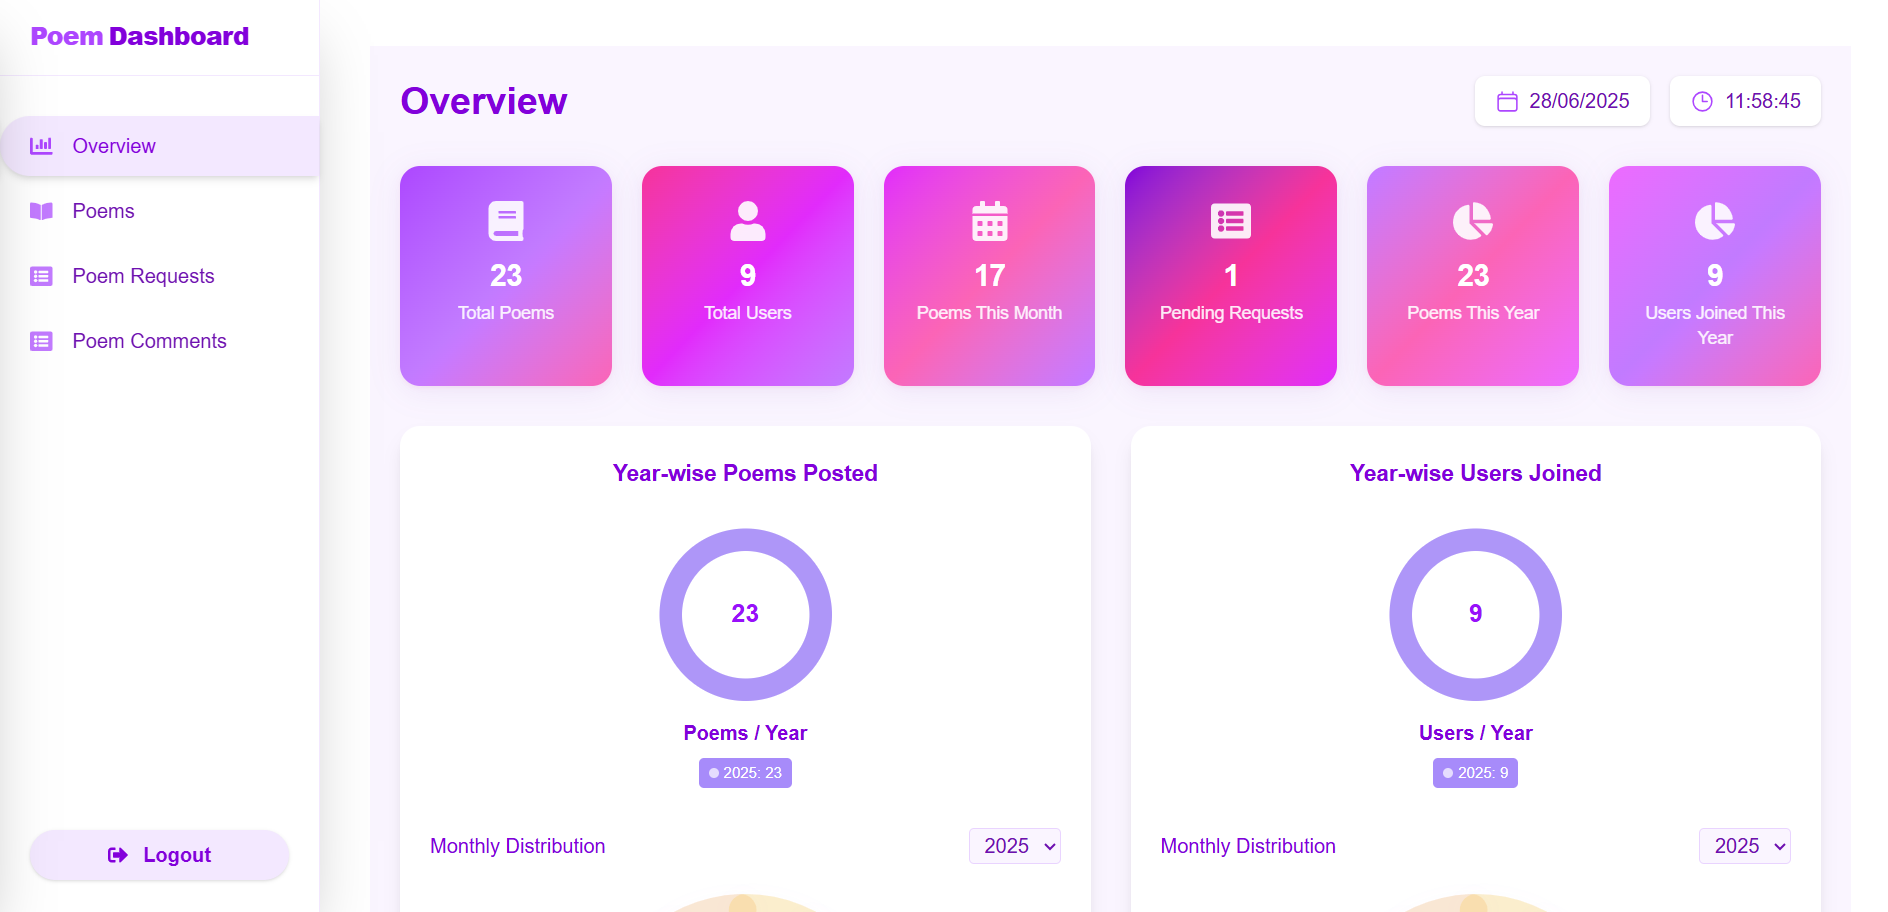 Poem Dashboard
Overview
Poems
Poem Requests
Poem Comments
Logout
Overview
28/06/2025
11:58:45
23
Total Poems
9
Total Users
17
Poems This Month
1
Pending Requests
23
Poems This Year
9
Users Joined This
Year
Year-wise Poems Posted
23
Poems / Year
2025: 23
Monthly Distribution
2025
Year-wise Users Joined
9
Users / Year
2025: 9
Monthly Distribution
2025